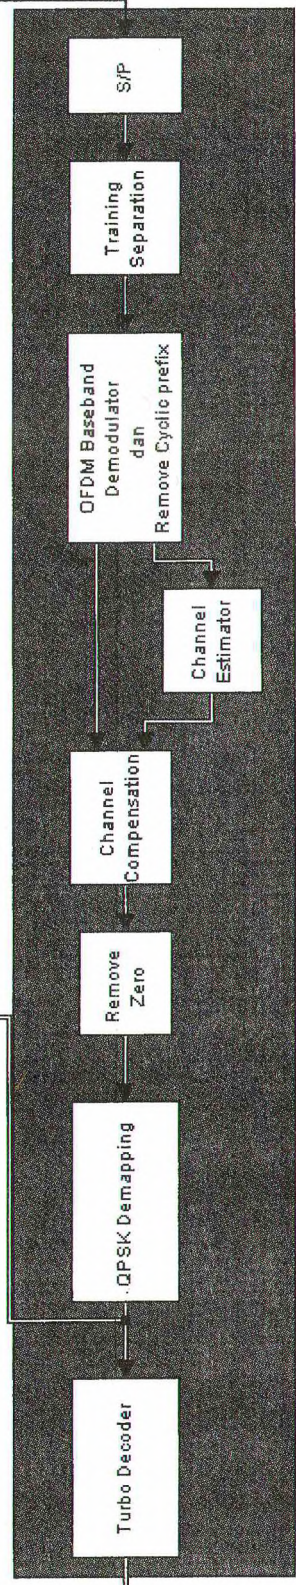 S/P
Training
Separation
OFDM Baseband
Demodulator
dan
Remove Cyclic prefix
Channel
Estimator
Channel
Compensation
Remove
Zero
.QPSK Demapping
Turbo Decoder